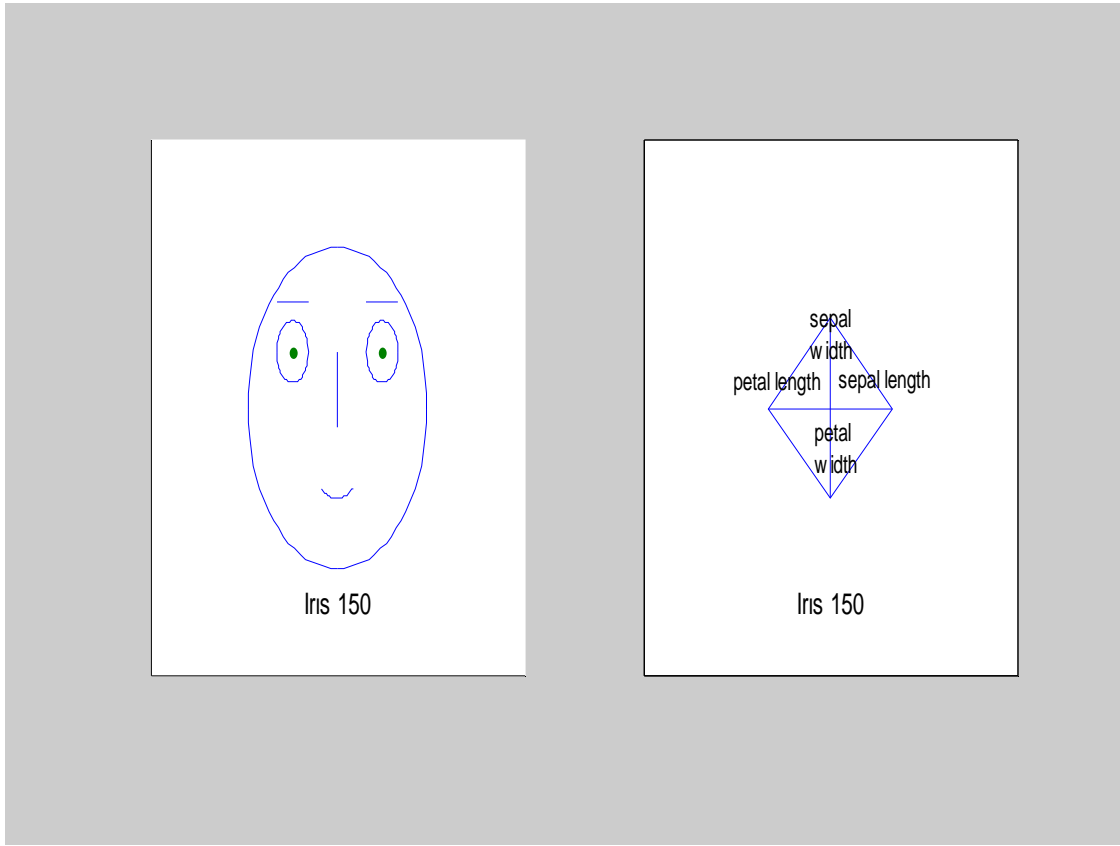 Iris 150
sepal
width
petal length
sepal length
petal
width
Iris 150